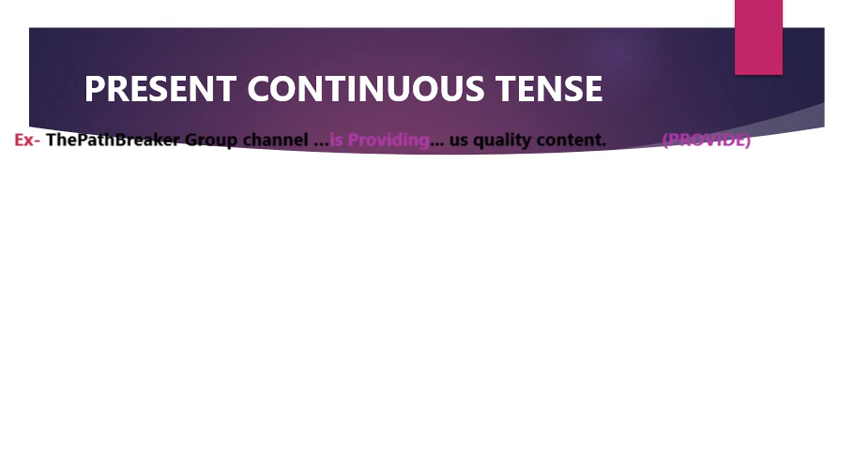 PRESENT CONTINUOUS TENSE
Ex- ThePathBreaker Group channel ...is Providing... us quality content. (PROVIDE)